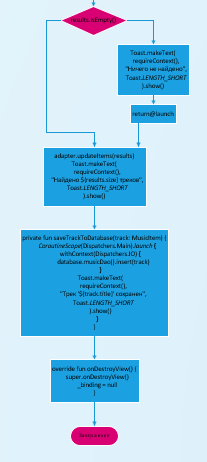 results.isEmpty()
Toast.makeText(
requireContext(),
"Ничего не найдено",
Toast.LENGTH_SHORT
).show()
return@launch
adapter.updateItems(results)
Toast.makeText(
requireContext(),
"Найдено ${results.size} треков",
Toast.LENGTH_SHORT
).show()
private fun saveTrackToDatabase(track: MusicItem) {
CoroutineScope(Dispatchers.Main).launch {
withContext(Dispatchers.IO) {
database.musicDao().insert(track)
}
Toast.makeText(
requireContext(),
"Трек '${track.title}' сохранен",
Toast.LENGTH_SHORT
).show()
}
}
override fun onDestroyView() {
super.onDestroyView()
_binding = null
}